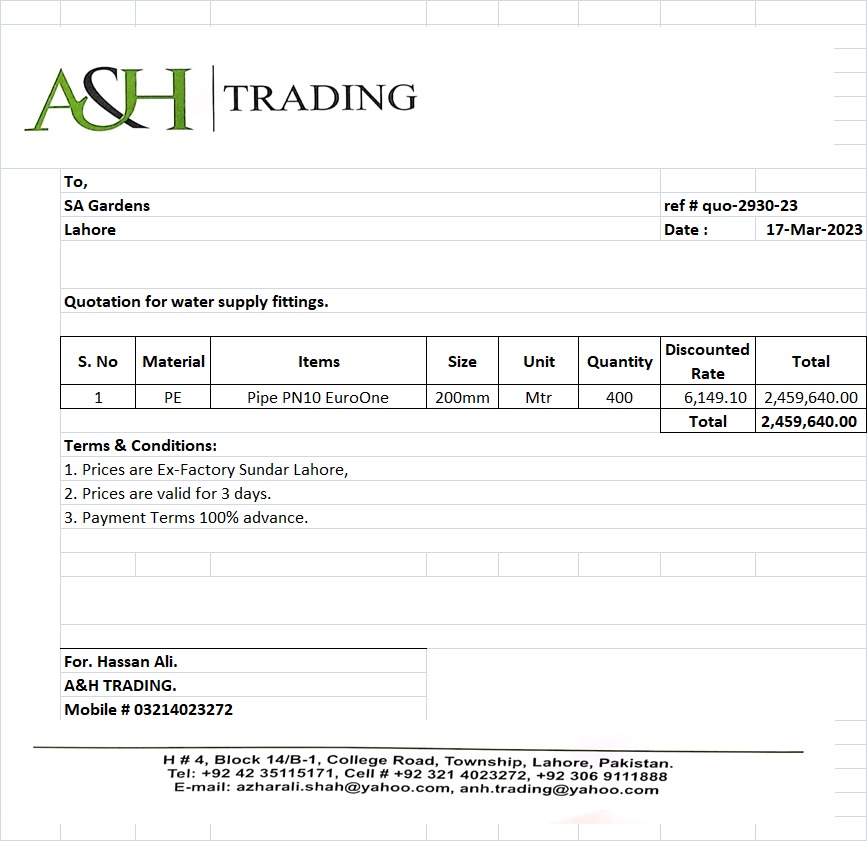 A&H TRADING
To,
SA Gardens ref # quo-2930-23
Lahore Date : 17-Mar-2023
Quotation for water supply fittings.
S. No Material Items Size Unit Quantity Discounted Rate Total
1 PE Pipe PN10 EuroOne 200mm Mtr 400 6,149.10 2,459,640.00
Total 2,459,640.00
Terms & Conditions:
1. Prices are Ex-Factory Sundar Lahore,
2. Prices are valid for 3 days.
3. Payment Terms 100% advance.
For. Hassan Ali.
A&H TRADING.
Mobile # 03214023272
H # 4, Block 14/B-1, College Road, Township, Lahore, Pakistan.
Tel: +92 42 35115171, Cell # +92 321 4023272, +92 306 9111888
E-mail: azharali.shah@yahoo.com, anh.trading@yahoo.com